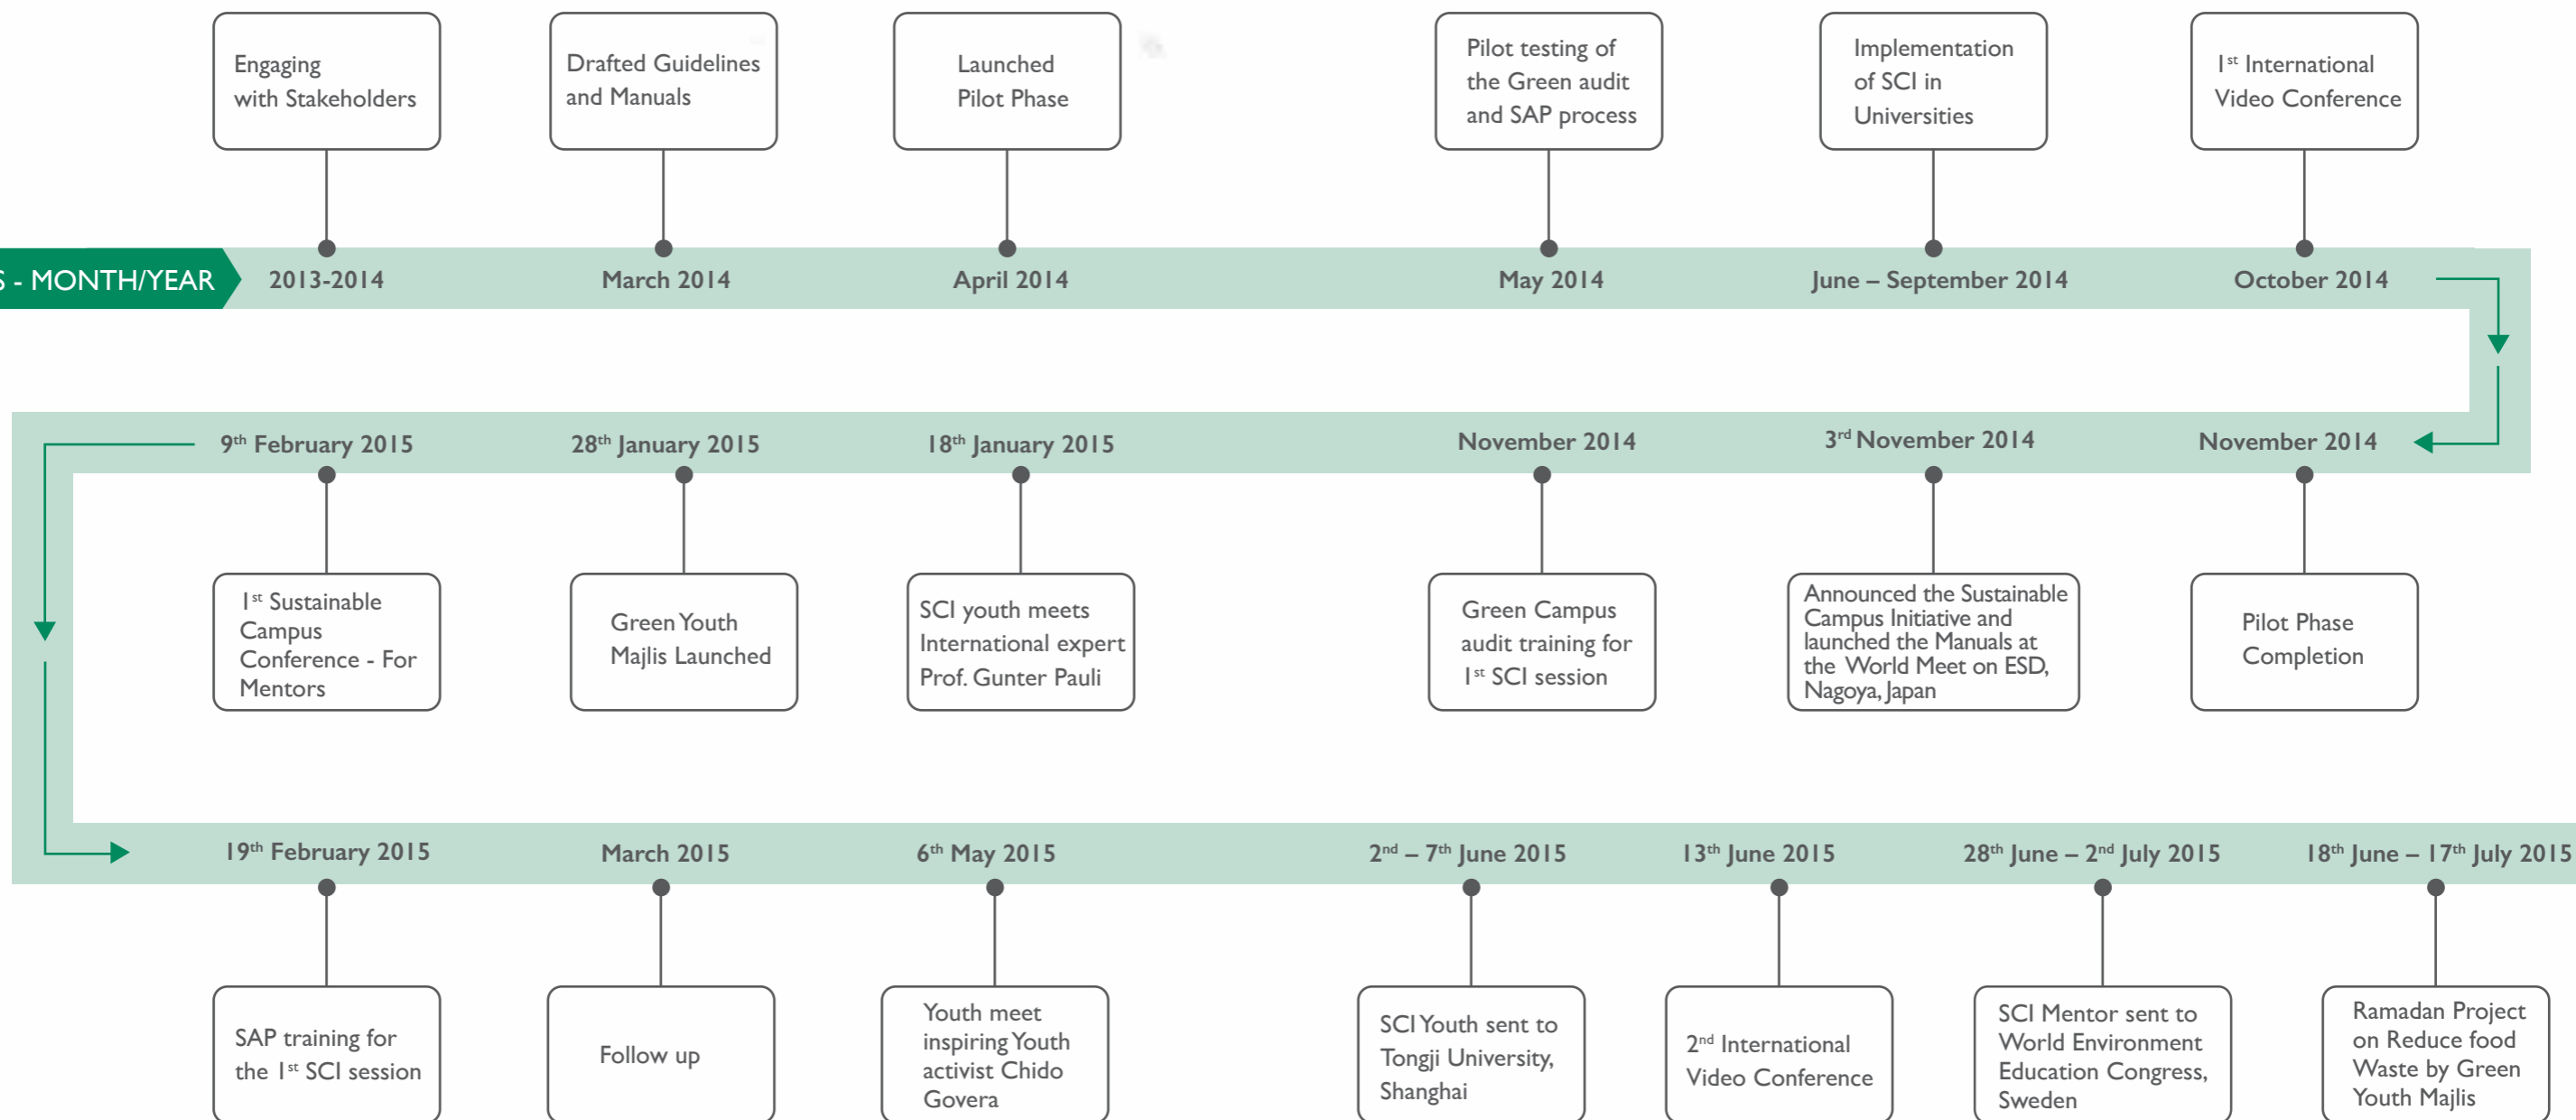 Engaging
with Stakeholders
Drafted Guidelines
and Manuals
Launched
Pilot Phase
Pilot testing of
the Green audit
and SAP process
Implementation
of SCI in
Universities
1st International
Video Conference
S - MONTH/YEAR
2013-2014
March 2014
April 2014
May 2014
June – September 2014
October 2014
9th February 2015
28th January 2015
18th January 2015
November 2014
3rd November 2014
November 2014
1st Sustainable
Campus
Conference - For
Mentors
Green Youth
Majlis Launched
SCI youth meets
International expert
Prof. Gunter Pauli
Green Campus
audit training for
1st SCI session
Announced the Sustainable
Campus Initiative and
launched the Manuals at
the World Meet on ESD,
Nagoya, Japan
Pilot Phase
Completion
19th February 2015
March 2015
6th May 2015
2nd – 7th June 2015
13th June 2015
28th June – 2nd July 2015
18th June – 17th July 2015
SAP training for
the 1st SCI session
Follow up
Youth meet
inspiring Youth
activist Chido
Govera
SCI Youth sent to
Tongji University,
Shanghai
2nd International
Video Conference
SCI Mentor sent to
World Environment
Education Congress,
Sweden
Ramadan Project
on Reduce food
Waste by Green
Youth Majlis